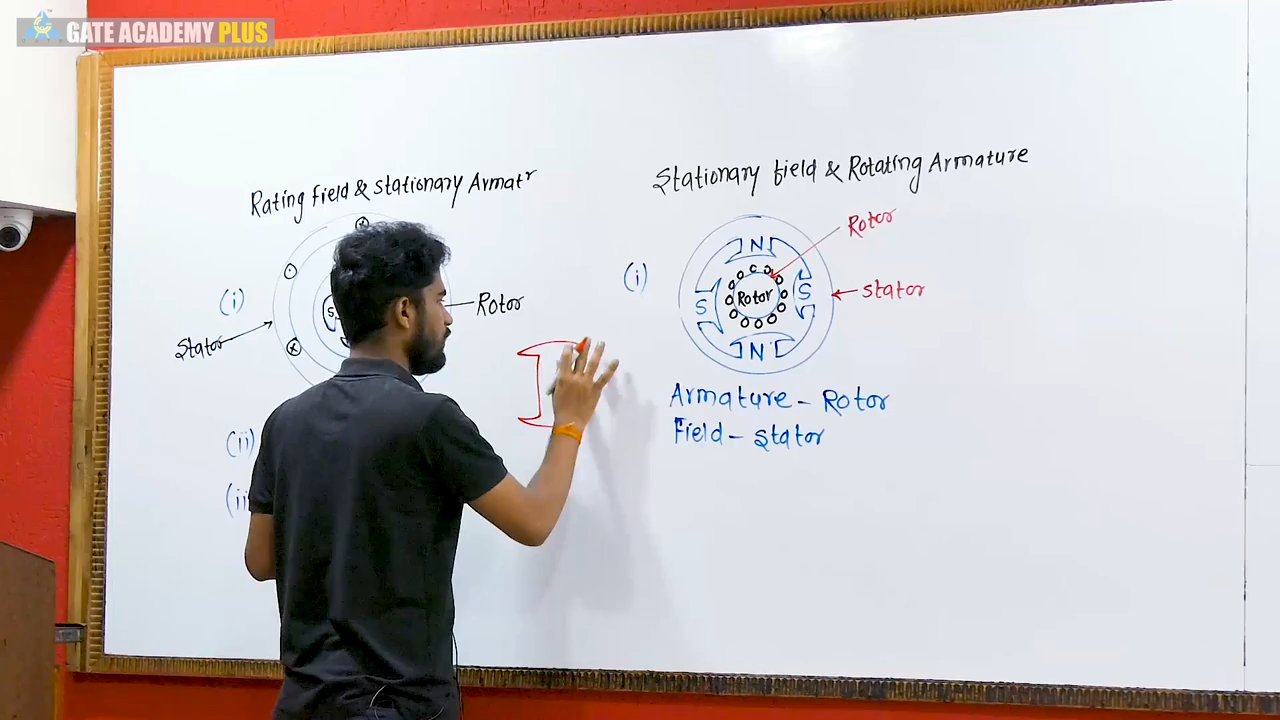 GATE ACADEMY PLUS
Rating field & stationary Armatr
(i)
S
Stator
Rotor
(ii)
Stationary field & Rotating Armature
(i)
Rotor
stator
N
S
Rotor
S
N
Armature - Rotor
Field - stator